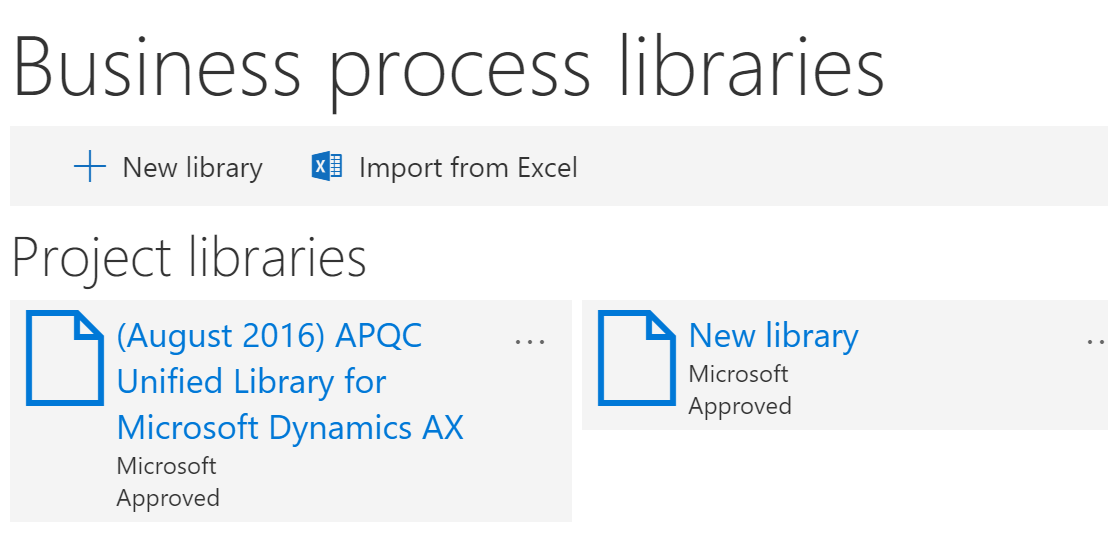 Business process libraries
New library Import from Excel
Project libraries
(August 2016) APQC
Unified Library for
Microsoft Dynamics AX
Microsoft
Approved
New library
Microsoft
Approved